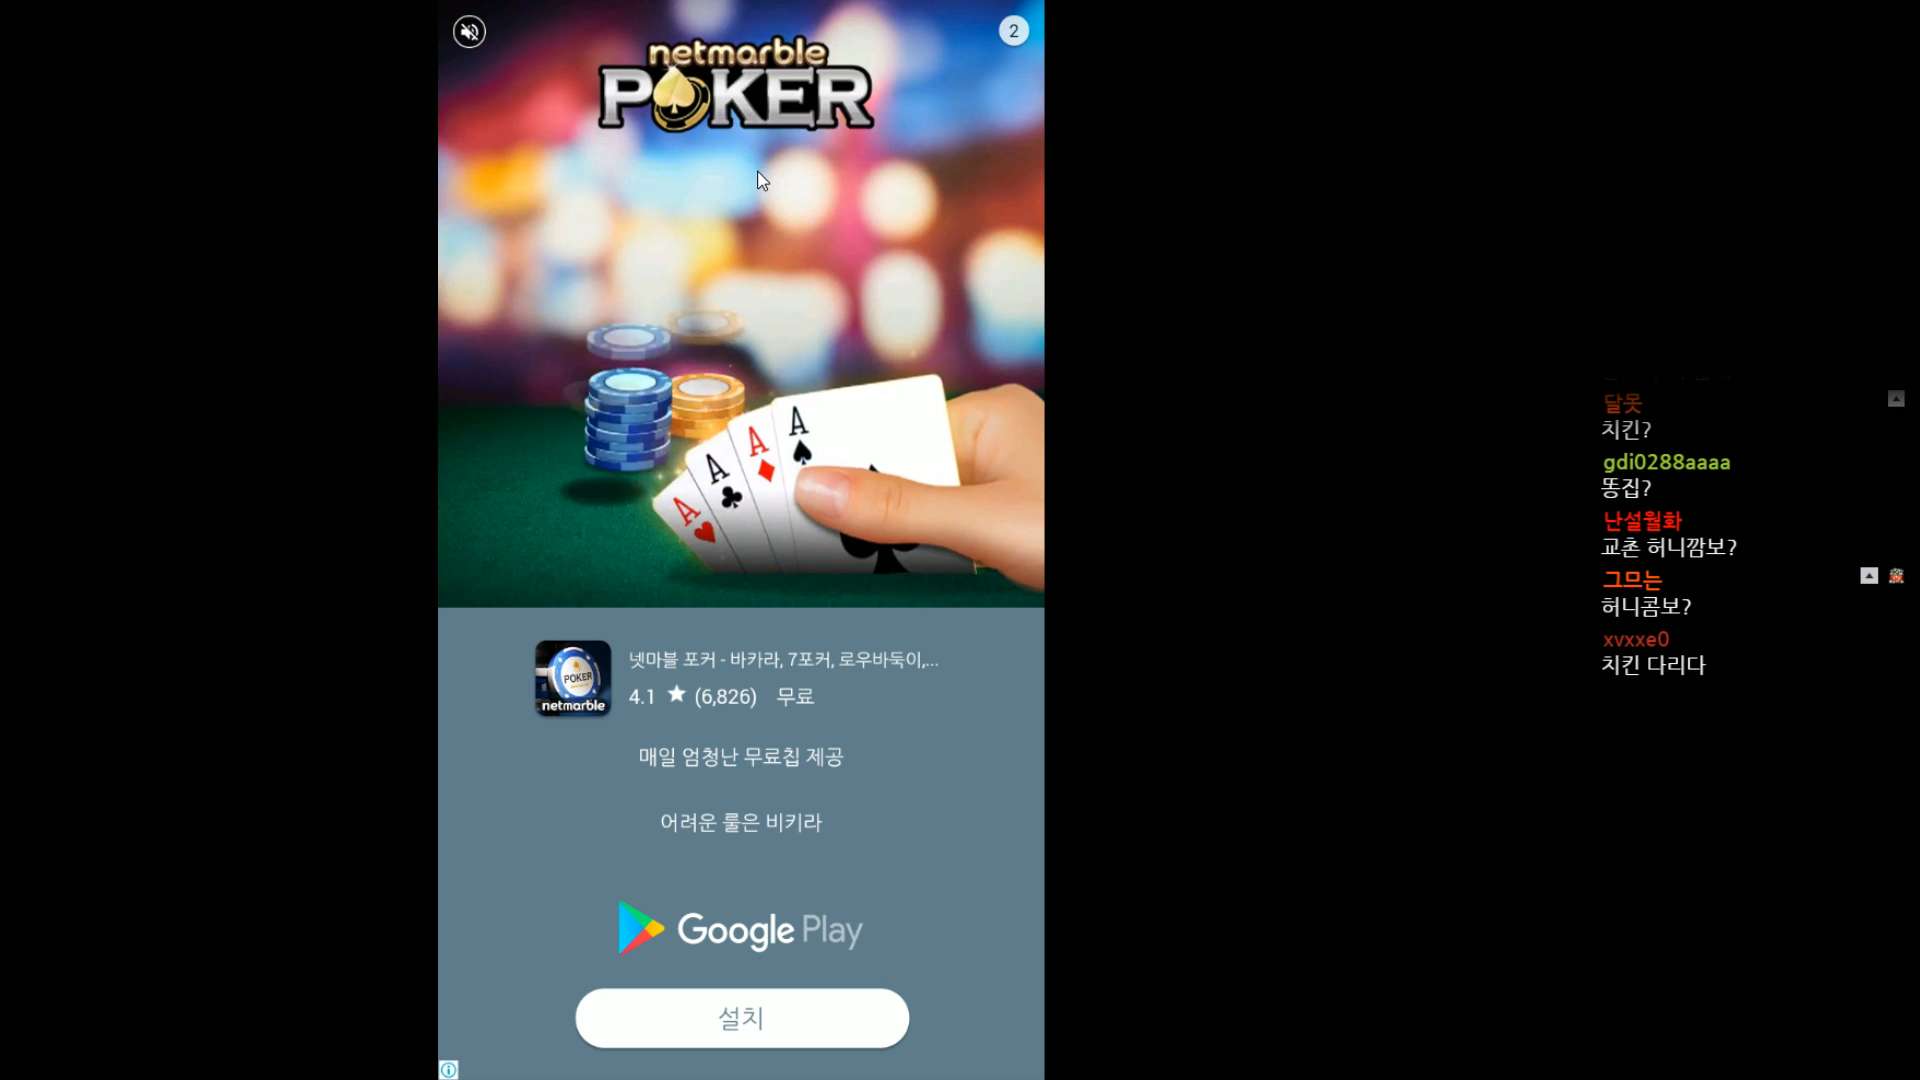 2
netmarble
POKER
A
A
A
A
POKER
netmarble
넷마블 포커 - 바카라, 7포커, 로우바둑이,...
4.1 ★ (6,826) 무료
매일 엄청난 무료칩 제공
어려운 룰은 비키라
Google Play
설치
달못
치킨?
gdi0288aaaa
똥집?
난설월화
교촌 허니깜보?
그므는
허니콤보?
xvxxe0
치킨 다리다